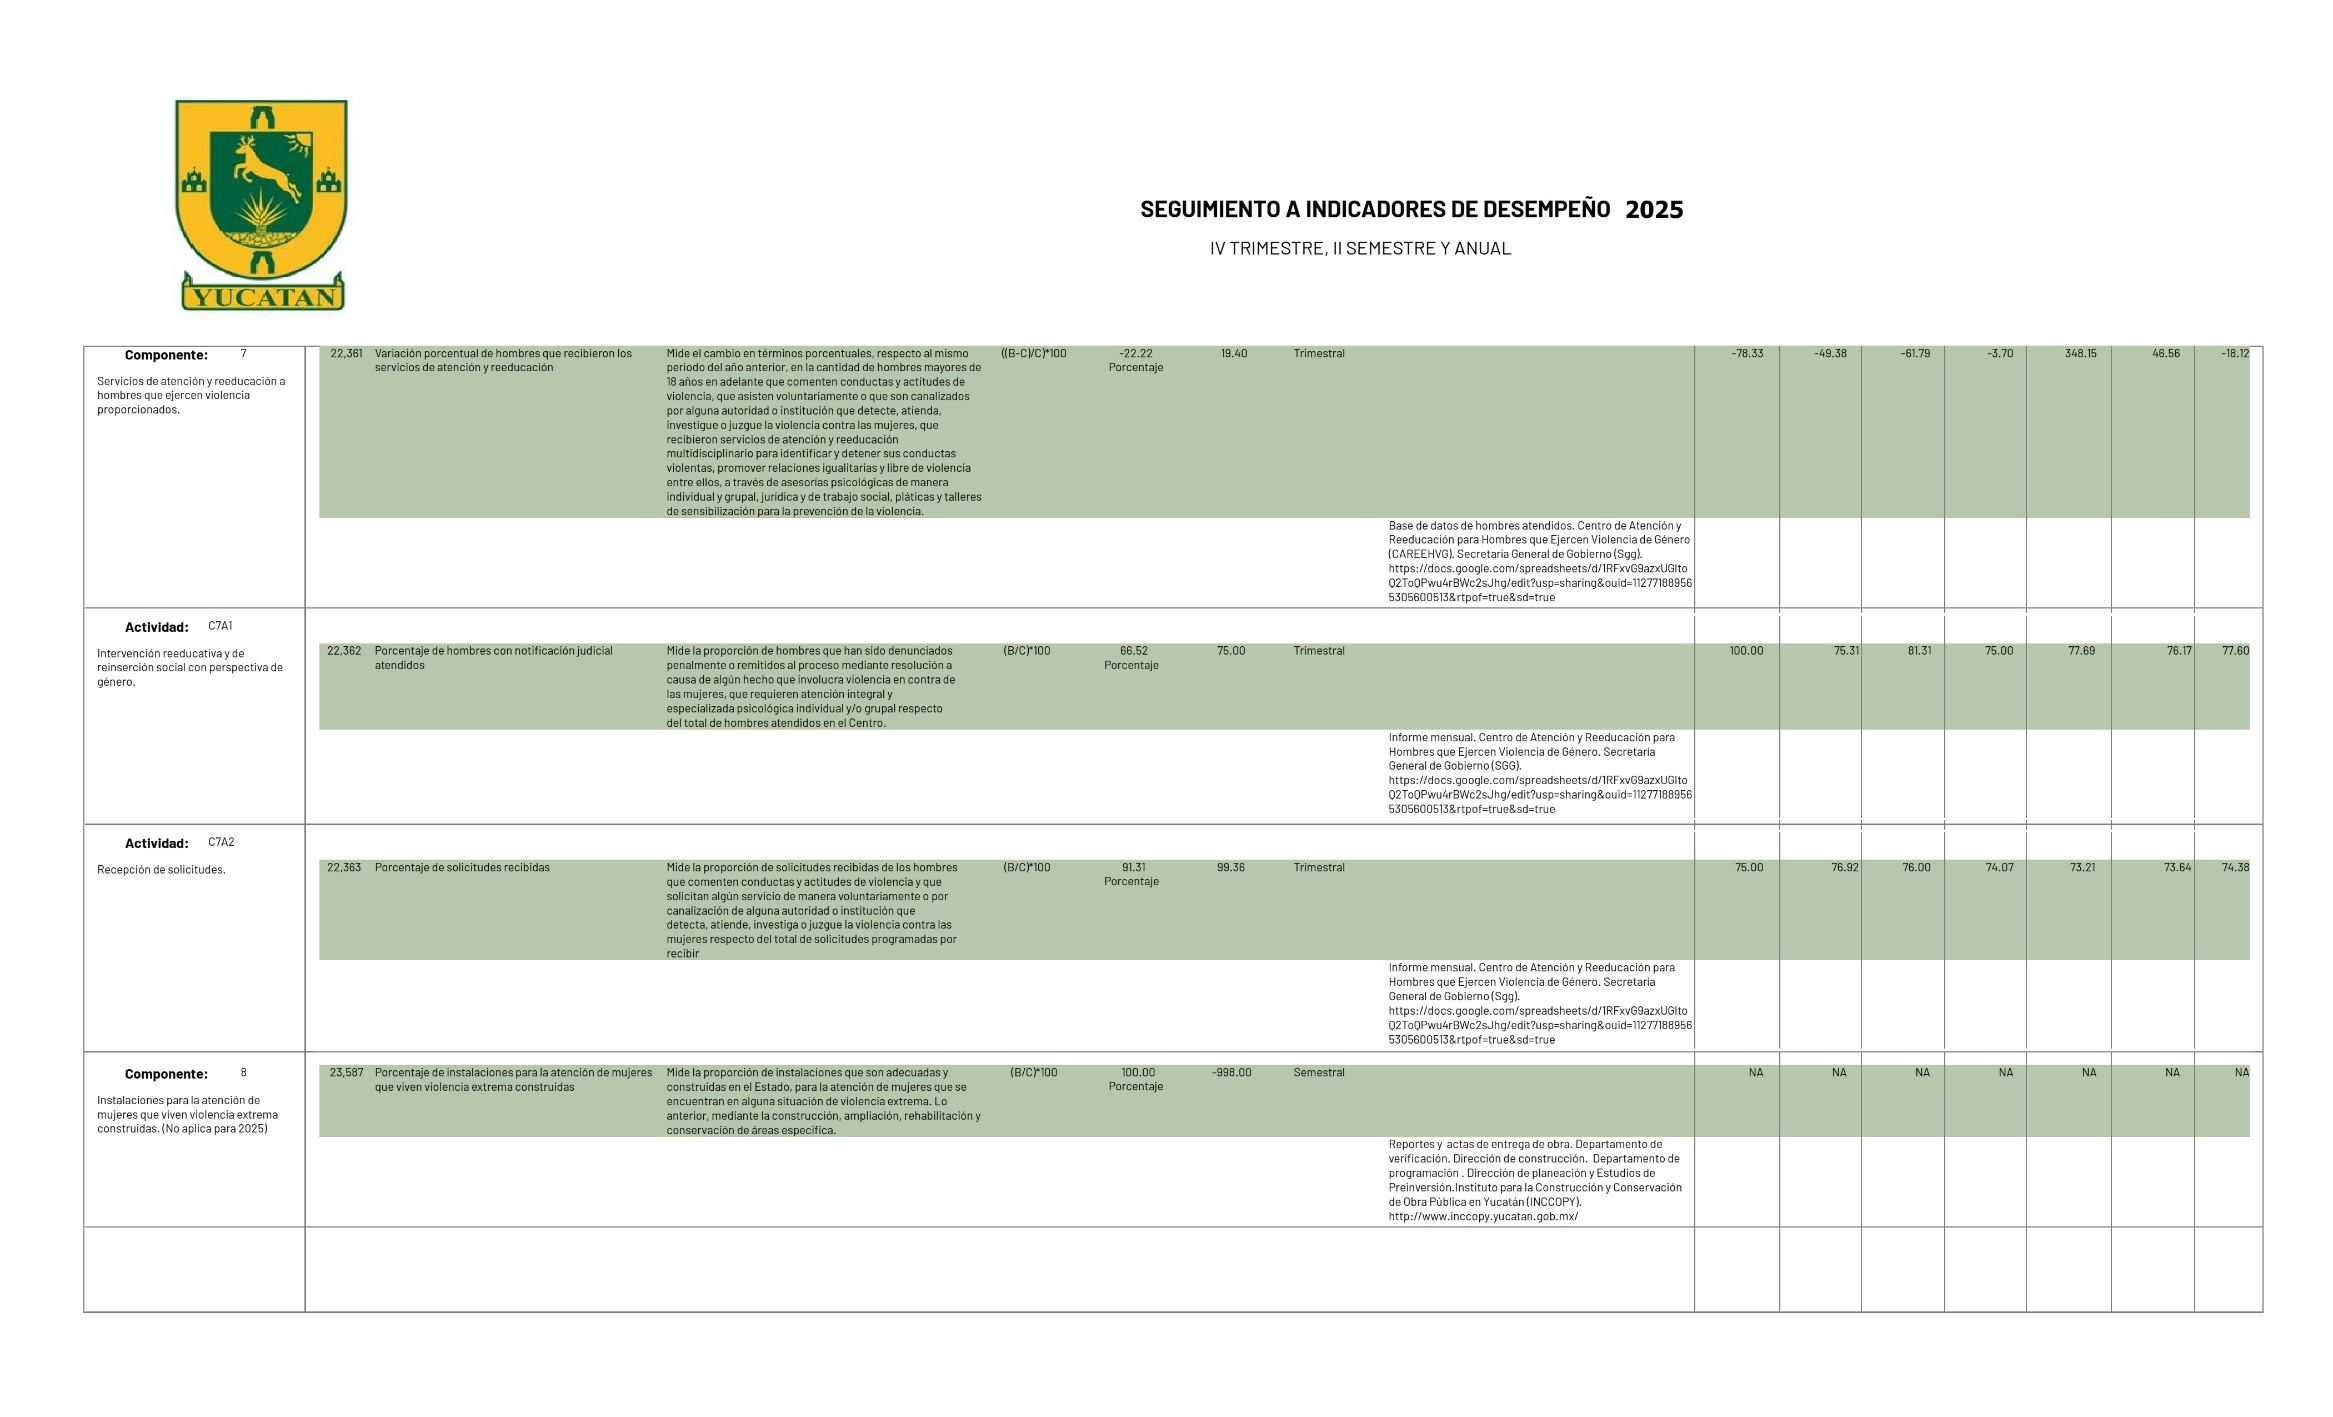 YUCATAN
SEGUIMIENTO A INDICADORES DE DESEMPEÑO 2025
IV TRIMESTRE, II SEMESTRE Y ANUAL
Componente: 7
Servicios de atención y reeducación a
hombres que ejercen violencia
proporcionados.
22,361
Variación porcentual de hombres que recibieron los
servicios de atención y reeducación
Mide el cambio en términos porcentuales, respecto al mismo
periodo del año anterior, en la cantidad de hombres mayores de
18 años en adelante que comenten conductas y actitudes de
violencia, que asisten voluntariamente o que son canalizados
por alguna autoridad o institución que detecte, atienda,
investigue o juzgue la violencia contra las mujeres, que
recibieron servicios de atención y reeducación
multidisciplinario para identificar y detener sus conductas
violentas, promover relaciones igualitarias y libre de violencia
entre ellos, a través de asesorías psicológicas de manera
individual y grupal, jurídica y de trabajo social, pláticas y talleres
de sensibilización para la prevención de la violencia.
((B-C)/C)*100
-22.22
Porcentaje
19.40
Trimestral
-78.33 -49.38 -61.79 -3.70 348.15 46.56 -18.12
Base de datos de hombres atendidos. Centro de Atención y
Reeducación para Hombres que Ejercen Violencia de Género
(CAREEHVG). Secretaría General de Gobierno (Sgg).
https://docs.google.com/spreadsheets/d/1RFxvG9azxUGlto
Q2ToQPwu4rBWc2sJhg/edit?usp=sharing&ouid=11277188956
5305600513&rtpof=true&sd=true
Actividad: C7A1
Intervención reeducativa y de
reinserción social con perspectiva de
género.
22,362
Porcentaje de hombres con notificación judicial
atendidos
Mide la proporción de hombres que han sido denunciados
penalmente o remitidos al proceso mediante resolución a
causa de algún hecho que involucra violencia en contra de
las mujeres, que requieren atención integral y
especializada psicológica individual y/o grupal respecto
del total de hombres atendidos en el Centro.
(B/C)*100
66.52
Porcentaje
75.00
Trimestral
100.00 75.31 81.31 75.00 77.69 76.17 77.60
Informe mensual. Centro de Atención y Reeducación para
Hombres que Ejercen Violencia de Género. Secretaría
General de Gobierno (SGG).
https://docs.google.com/spreadsheets/d/1RFxvG9azxUGlto
Q2ToQPwu4rBWc2sJhg/edit?usp=sharing&ouid=11277188956
5305600513&rtpof=true&sd=true
Actividad: C7A2
Recepción de solicitudes.
22,363
Porcentaje de solicitudes recibidas
Mide la proporción de solicitudes recibidas de los hombres
que comenten conductas y actitudes de violencia y que
solicitan algún servicio de manera voluntariamente o por
canalización de alguna autoridad o institución que
detecta, atiende, investiga o juzgue la violencia contra las
mujeres respecto del total de solicitudes programadas por
recibir
(B/C)*100
91.31
Porcentaje
99.36
Trimestral
75.00 76.92 76.00 74.07 73.21 73.64 74.38
Informe mensual. Centro de Atención y Reeducación para
Hombres que Ejercen Violencia de Género. Secretaría
General de Gobierno (Sgg).
https://docs.google.com/spreadsheets/d/1RFxvG9azxUGlto
Q2ToQPwu4rBWc2sJhg/edit?usp=sharing&ouid=11277188956
5305600513&rtpof=true&sd=true
Componente: 8
Instalaciones para la atención de
mujeres que viven violencia extrema
construidas. (No aplica para 2025)
23,587
Porcentaje de instalaciones para la atención de mujeres
que viven violencia extrema construidas
Mide la proporción de instalaciones que son adecuadas y
construidas en el Estado, para la atención de mujeres que se
encuentran en alguna situación de violencia extrema. Lo
anterior, mediante la construcción, ampliación, rehabilitación y
conservación de áreas especifica.
(B/C)*100
100.00
Porcentaje
-998.00
Semestral
NA NA NA NA NA NA NA
Reportes y actas de entrega de obra. Departamento de
verificación. Dirección de construcción. Departamento de
programación . Dirección de planeación y Estudios de
Preinversión.Instituto para la Construcción y Conservación
de Obra Pública en Yucatán (INCCOPY).
http://www.inccopy.yucatan.gob.mx/